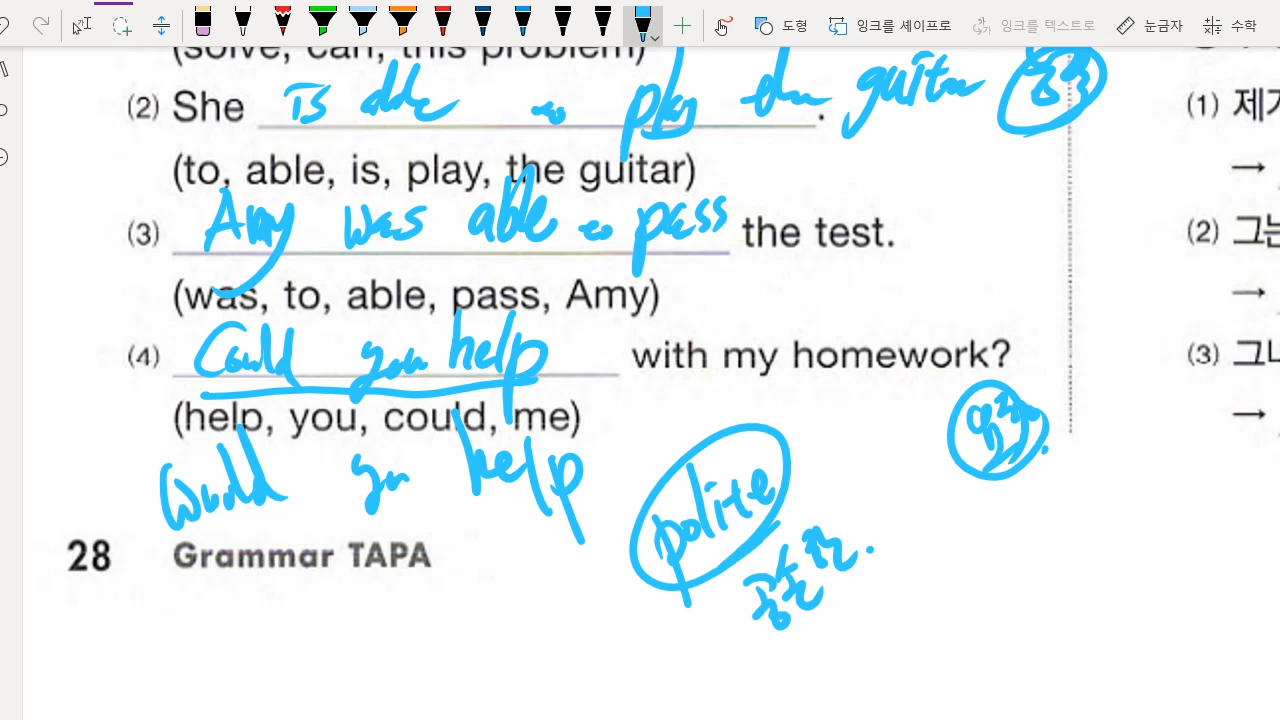 도형 잉크를 셰이프로 잉크를 텍스트로 눈금자 수학
(solve, can, this problem)
(2) She is able to play the guitar .
(to, able, is, play, the guitar)
(3) Amy was able to pass the test.
(was, to, able, pass, Amy)
(4) Could you help with my homework?
(help, you, could, me)
Would you help
polite
공손한.
28 Grammar TAPA
(1) 제가
→
(2) 그는
→
(3) 그녀
→